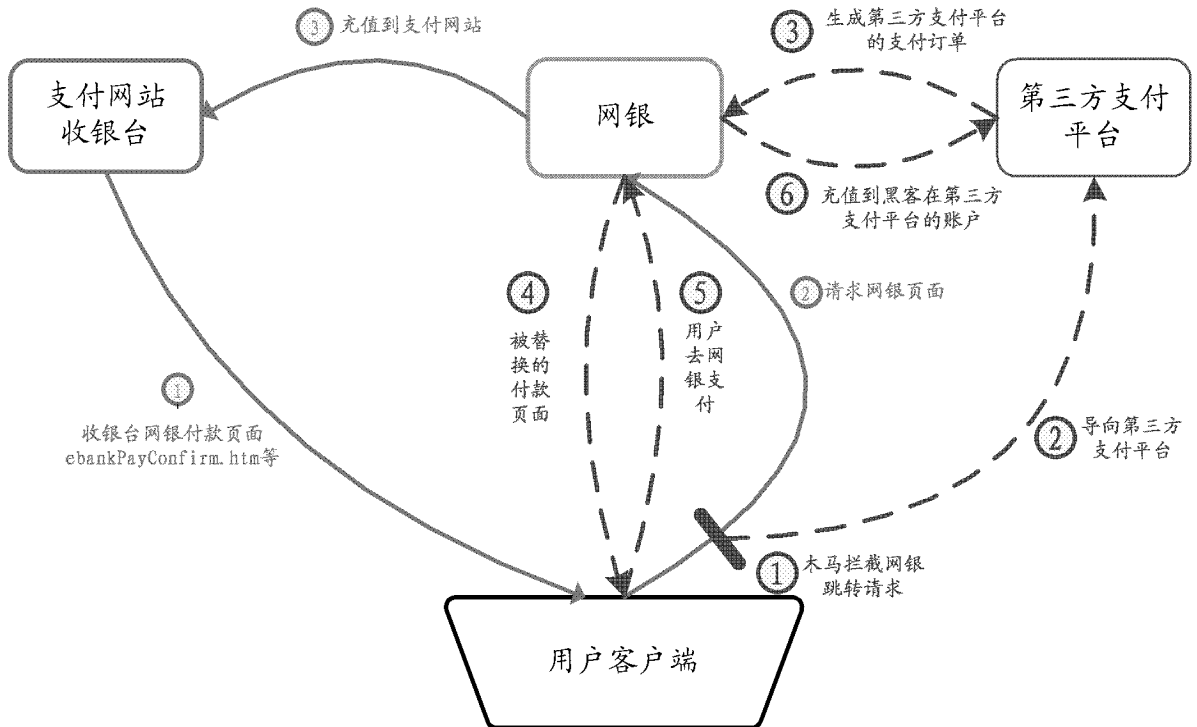 ③ 充值到支付网站
③ 生成第三方支付平台
的支付订单
支付网站
收银台
网银
第三方支付
平台
⑥ 充值到黑客在第三方
支付平台的账户
④
被替
换的
付款
页面
⑤
用户
去网
银支
付
② 请求网银页面
①
收银台网银付款页面
ebankPayConfirm.htm等
② 导向第三方
支付平台
① 木马拦截网银
跳转请求
用户客户端